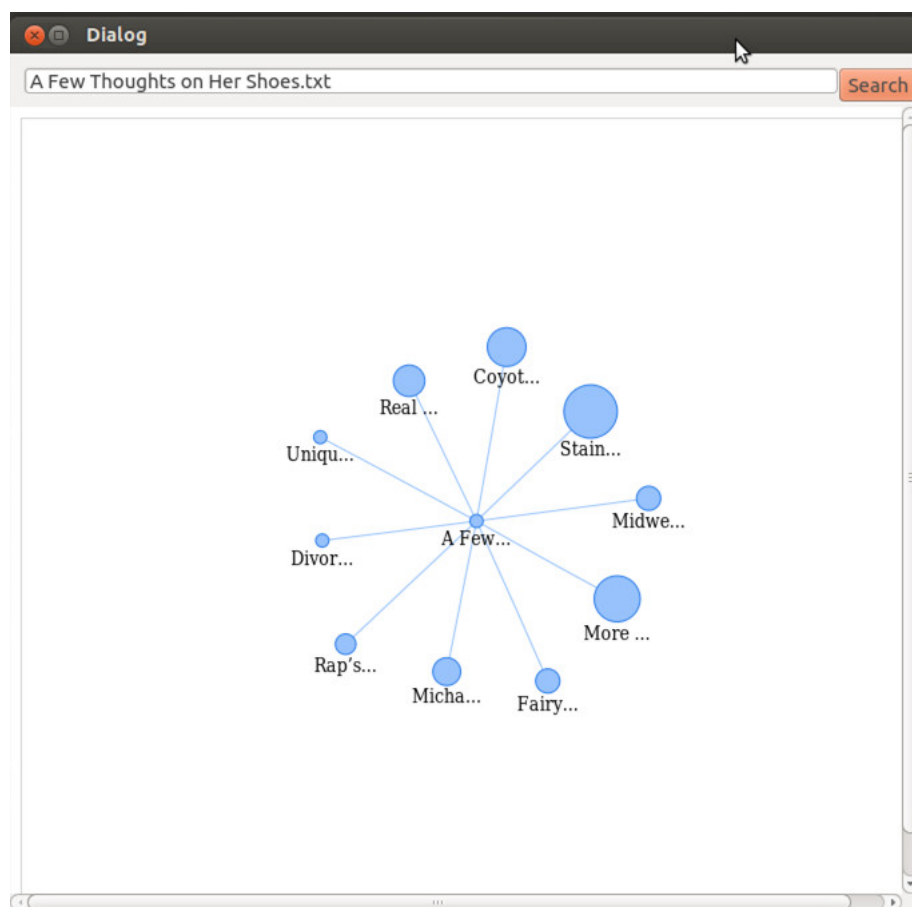 Dialog
A Few Thoughts on Her Shoes.txt
Search
Coyot...
Real ...
Stain...
Uniqu...
Midwe...
A Few...
Divor...
More ...
Rap's...
Micha...
Fairy...